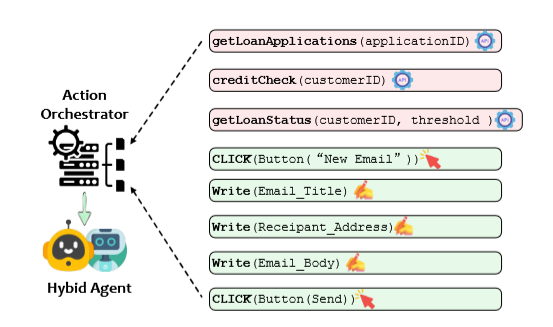 getLoanApplications(applicationID) API
creditCheck(customerID) API
getLoanStatus(customerID, threshold ) API
CLICK(Button(“New Email”))
Write(Email_Title)
Write(Receipant_Address)
Write(Email_Body)
CLICK(Button(Send))
Action
Orchestrator
Hybid Agent